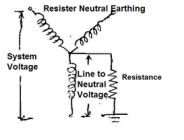 Resister Neutral Earthing
System
Voltage
Line to
Neutral
Voltage
Resistance